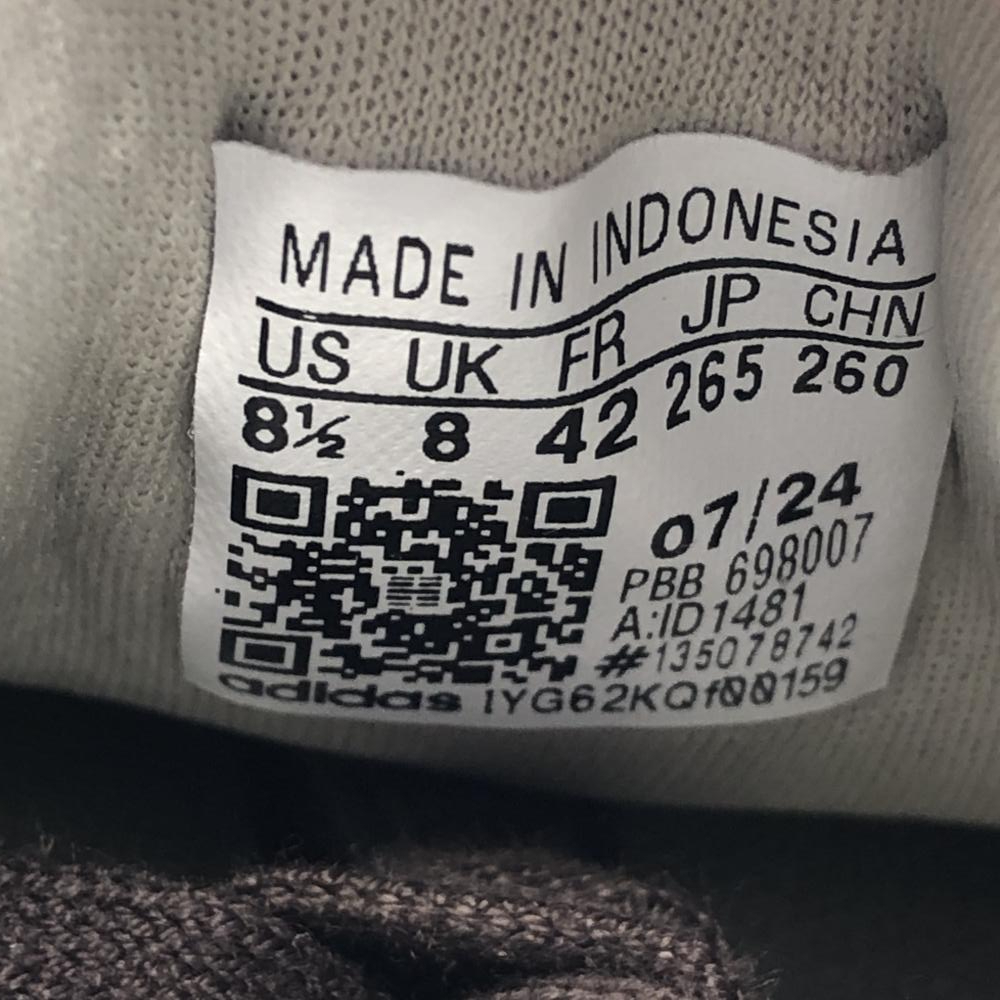 MADE IN INDONESIA
US UK FR JP CHN
8½ 8 42 265 260
07/24
PBB 698007
A:ID1481
#135078742
adidas IYG62KQf00159